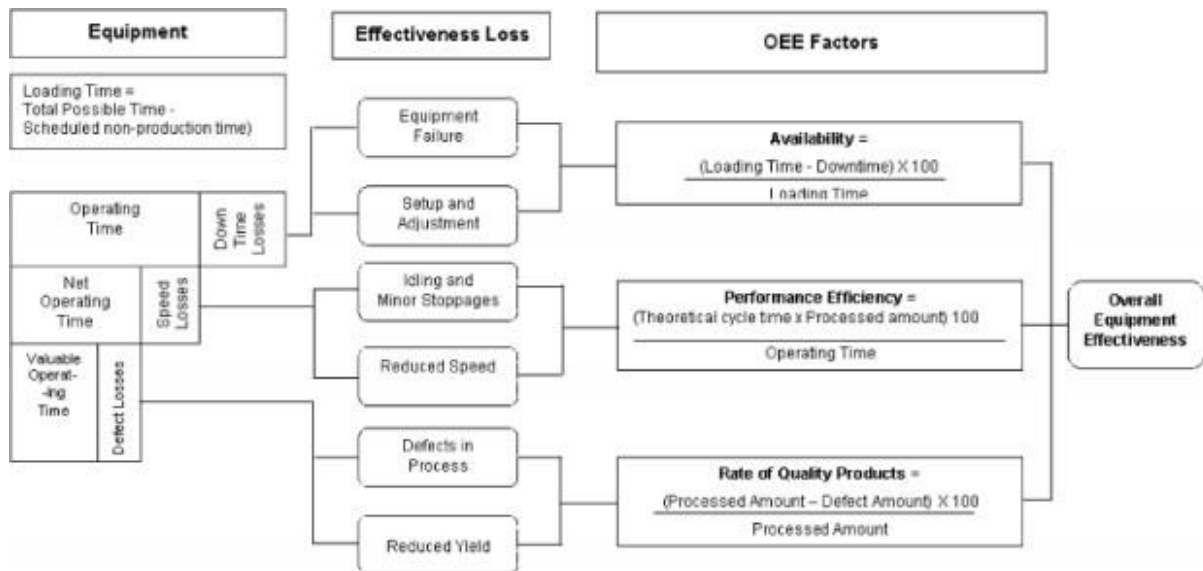 Equipment
Effectiveness Loss
OEE Factors
Loading Time =
Total Possible Time -
Scheduled non-production time)
Equipment
Failure
Availability =
(Loading Time - Downtime) X 100
Loading Time
Operating
Time
Down
Time
Losses
Setup and
Adjustment
Net
Operating
Time
Speed
Losses
Idling and
Minor Stoppages
Performance Efficiency =
(Theoretical cycle time x Processed amount) 100
Operating Time
Overall
Equipment
Effectiveness
Valuable
Operat-
-ing
Time
Defect Losses
Reduced Speed
Defects in
Process
Rate of Quality Products =
(Processed Amount – Defect Amount) X 100
Processed Amount
Reduced Yield